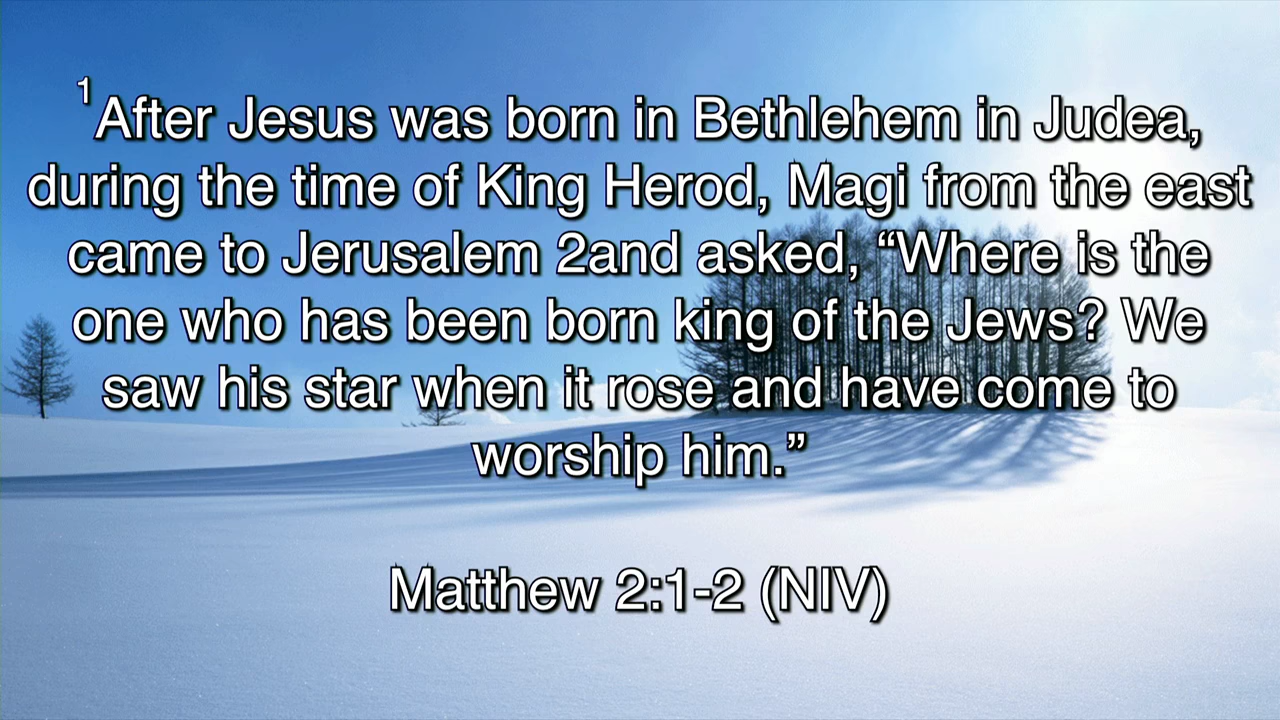 1After Jesus was born in Bethlehem in Judea,
during the time of King Herod, Magi from the east
came to Jerusalem 2and asked, “Where is the
one who has been born king of the Jews? We
saw his star when it rose and have come to
worship him.”
Matthew 2:1-2 (NIV)